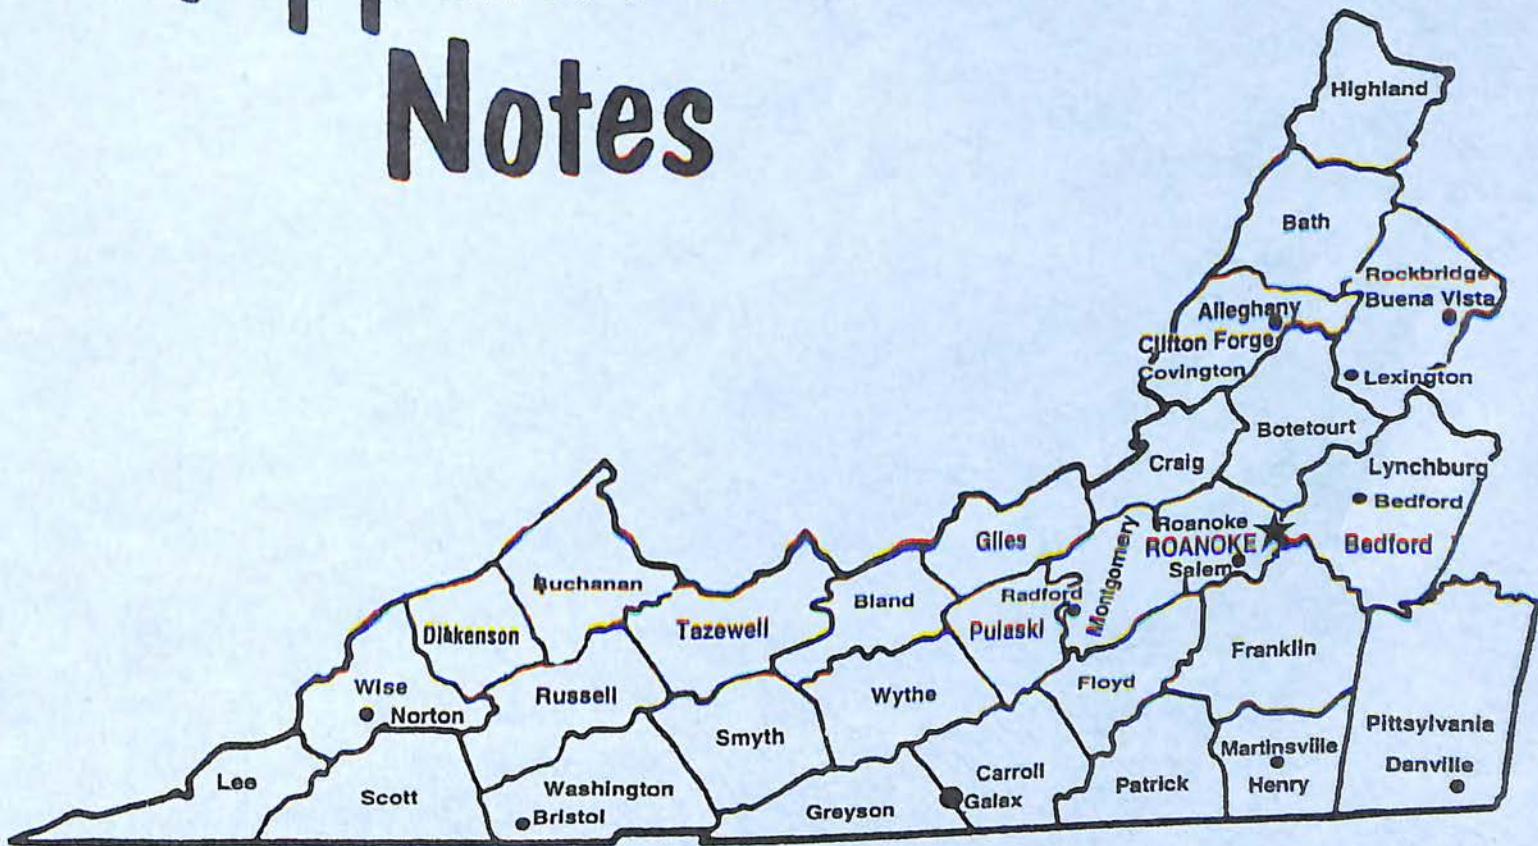 Notes
Highland
Bath
Rockbridge
Buena Vista
Alleghany
Clifton Forge
Covington
Lexington
Botetourt
Craig
Lynchburg
Bedford
Roanoke
ROANOKE
Salem
Bedford
Giles
Montgomery
Radford
Pulaski
Buchanan
Bland
Dickenson
Tazewell
Franklin
Floyd
Wise
Norton
Russell
Wythe
Smyth
Pittsylvania
Danville
Martinsville
Henry
Lee
Scott
Washington
Bristol
Carroll
Galax
Patrick
Greyson